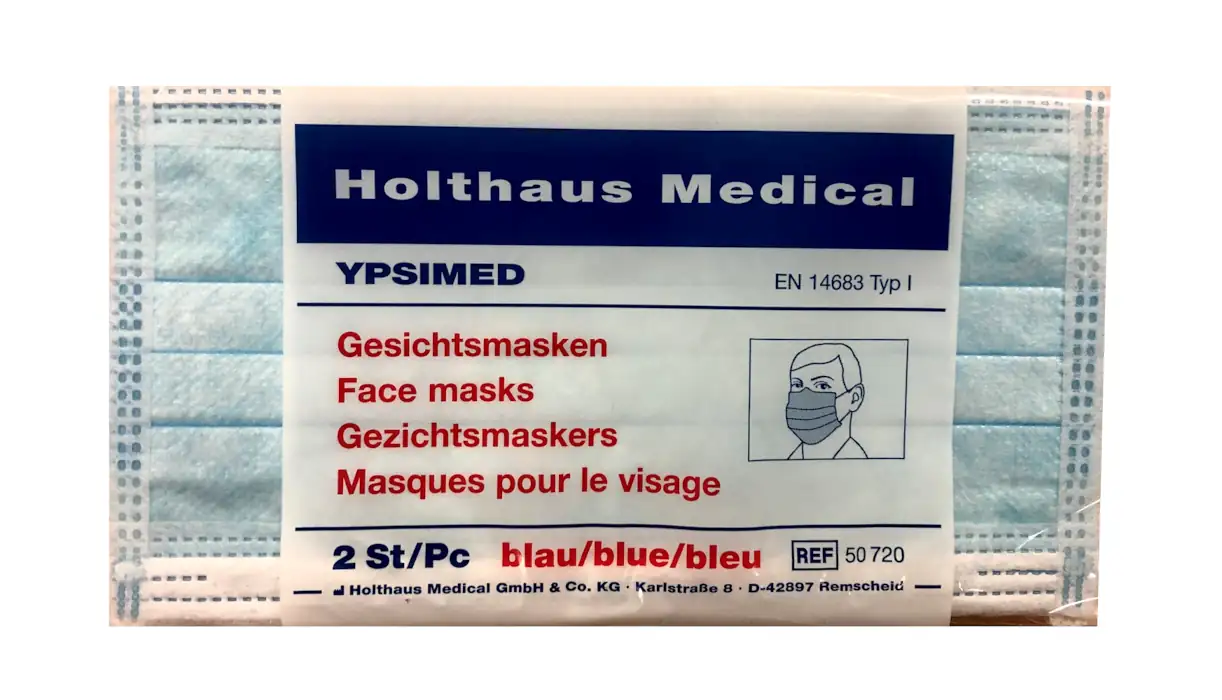 Holthaus Medical
YPSIMED
EN 14683 Typ I
Gesichtsmasken
Face masks
Gezichtsmaskers
Masques pour le visage
2 St/Pc blau/blue/bleu REF 50 720
Holthaus Medical GmbH & Co. KG · Karlstraße 8 · D-42897 Remscheid